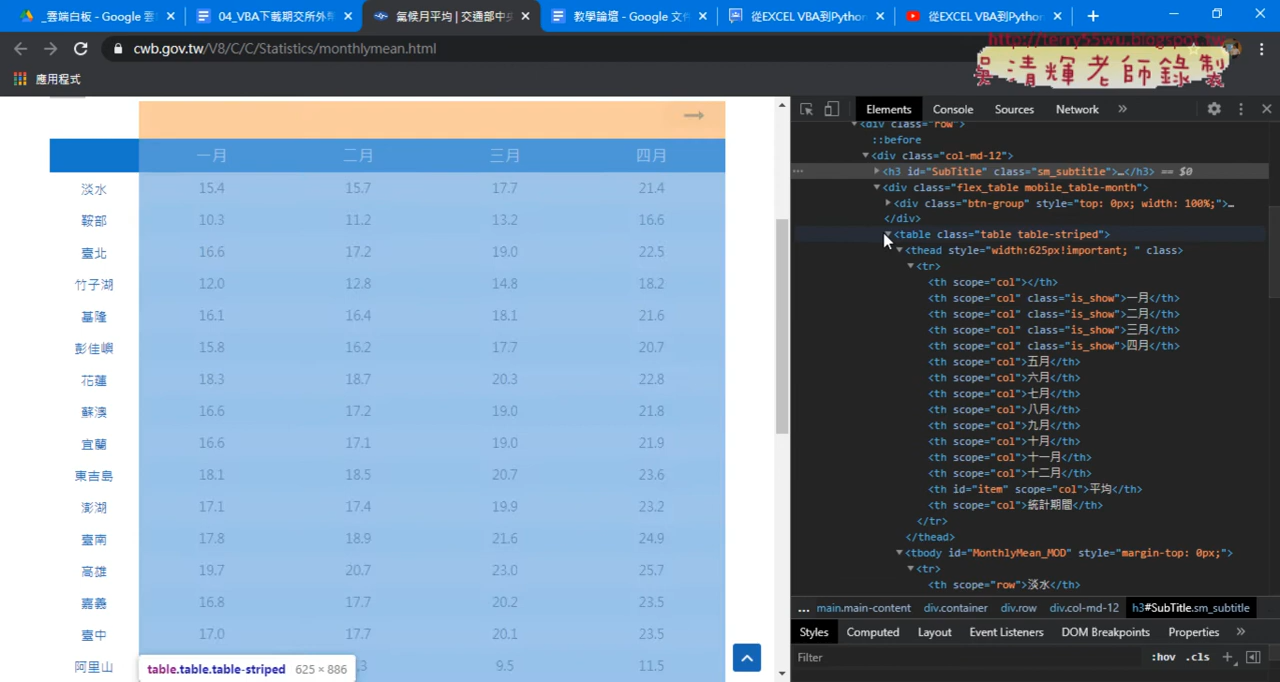 _雲端白板 - Google 雲
04_VBA下載期交所外幣
氣候月平均 | 交通部中央
教學論壇 - Google 文件
從EXCEL VBA到Python
從EXCEL VBA到Python
cwb.gov.tw/V8/C/C/Statistics/monthlymean.html
http://terry55wu.blogspot.tw
吳清輝老師錄製
應用程式
一月 二月 三月 四月
淡水 15.4 15.7 17.7 21.4
鞍部 10.3 11.2 13.2 16.6
臺北 16.6 17.2 19.0 22.5
竹子湖 12.0 12.8 14.8 18.2
基隆 16.1 16.4 18.1 21.6
彭佳嶼 15.8 16.2 17.7 20.7
花蓮 18.3 18.7 20.3 22.8
蘇澳 16.6 17.2 19.0 21.8
宜蘭 16.6 17.1 19.0 21.9
東吉島 18.1 18.5 20.7 23.6
澎湖 17.1 17.4 19.9 23.2
臺南 17.8 18.9 21.6 24.9
高雄 19.7 20.7 23.0 25.7
嘉義 16.8 17.7 20.2 23.5
臺中 17.0 17.7 20.1 23.5
阿里山 .3 9.5 11.5
table.table.table-striped 625 × 886
Elements Console Sources Network »
<div class="row">
::before
<div class="col-md-12">
<h3 id="SubTitle" class="sm_subtitle">…</h3> == $0
<div class="flex_table mobile_table-month">
<div class="btn-group" style="top: 0px; width: 100%;">…
</div>
<table class="table table-striped">
<thead style="width:625px!important; " class>
<tr>
<th scope="col"></th>
<th scope="col" class="is_show">一月</th>
<th scope="col" class="is_show">二月</th>
<th scope="col" class="is_show">三月</th>
<th scope="col" class="is_show">四月</th>
<th scope="col">五月</th>
<th scope="col">六月</th>
<th scope="col">七月</th>
<th scope="col">八月</th>
<th scope="col">九月</th>
<th scope="col">十月</th>
<th scope="col">十一月</th>
<th scope="col">十二月</th>
<th id="item" scope="col">平均</th>
<th scope="col">統計期間</th>
</tr>
</thead>
<tbody id="MonthlyMean_MOD" style="margin-top: 0px;">
<tr>
<th scope="row">淡水</th>
... main.main-content div.container div.row div.col-md-12 h3#SubTitle.sm_subtitle
Styles Computed Layout Event Listeners DOM Breakpoints Properties »
Filter :hov .cls +